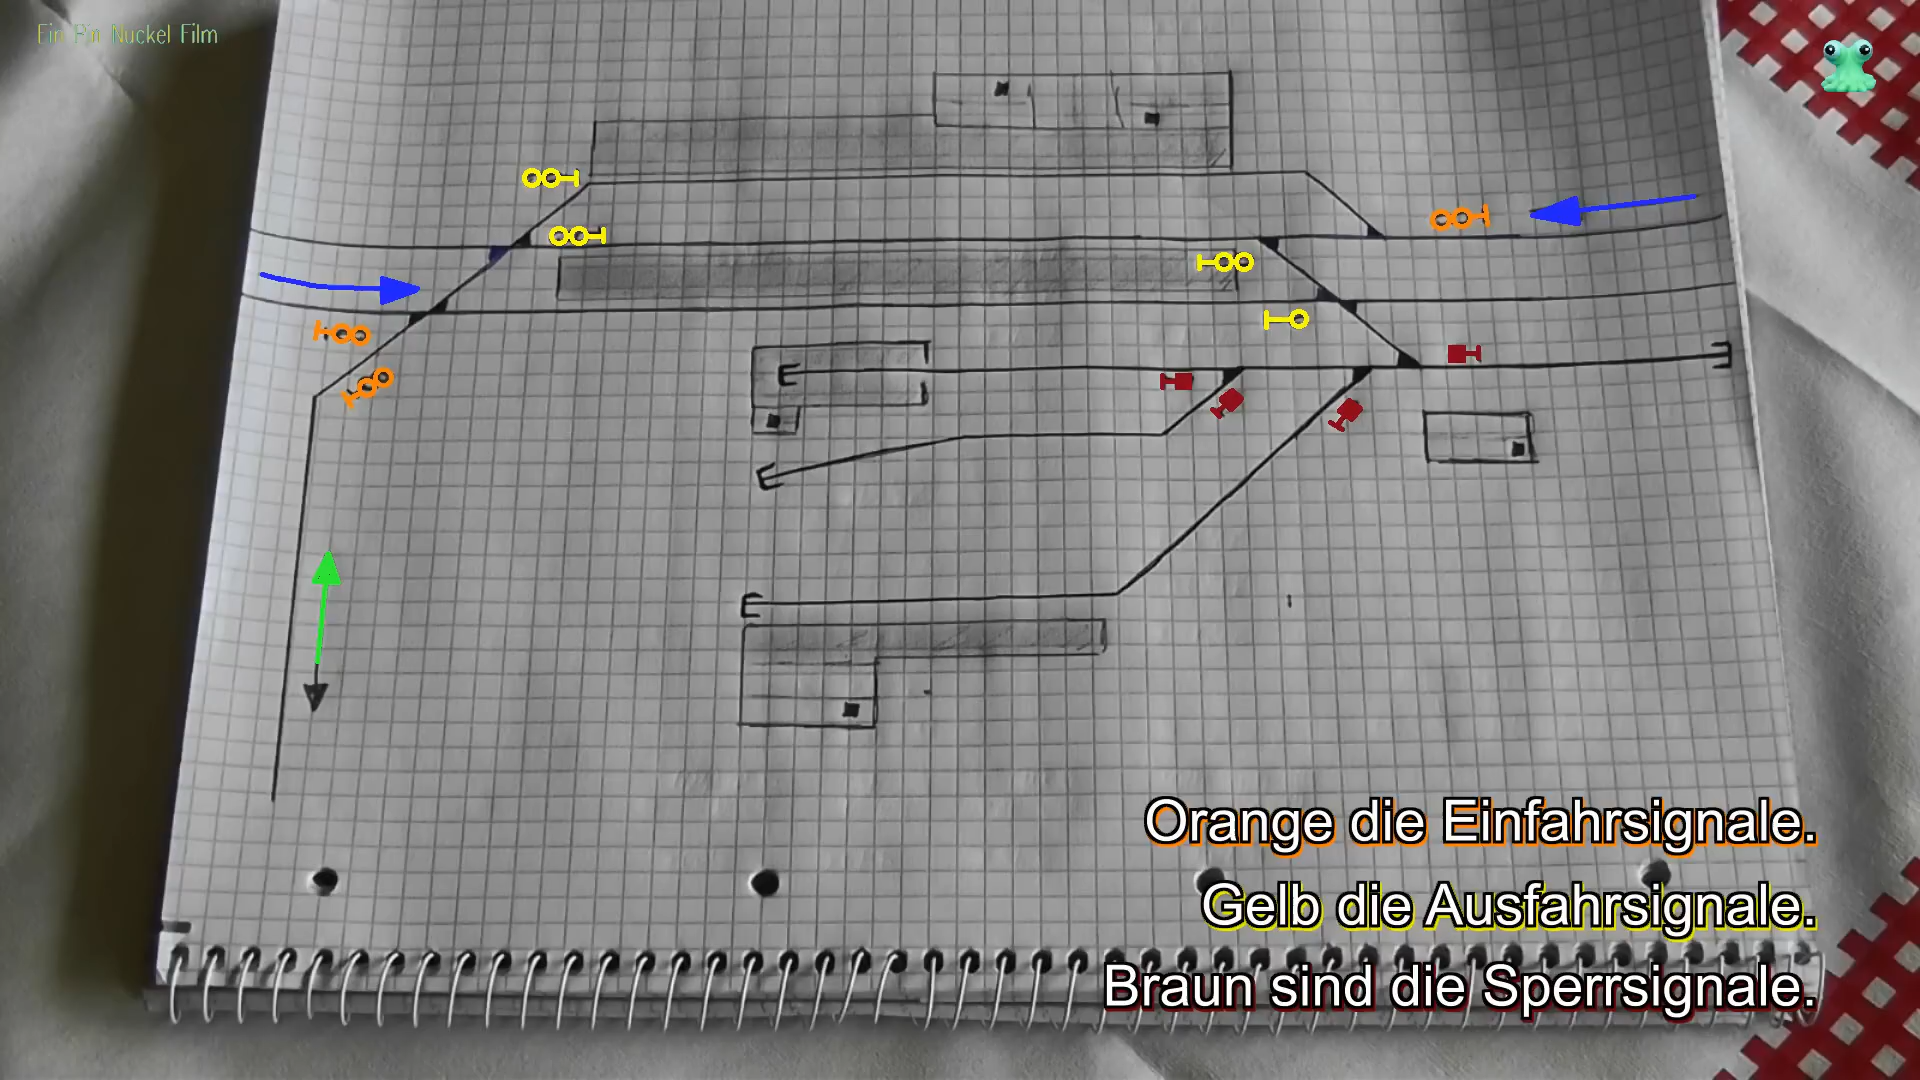 Ein Pin Nuckel Film
Orange die Einfahrsignale.
Gelb die Ausfahrsignale.
Braun sind die Sperrsignale.